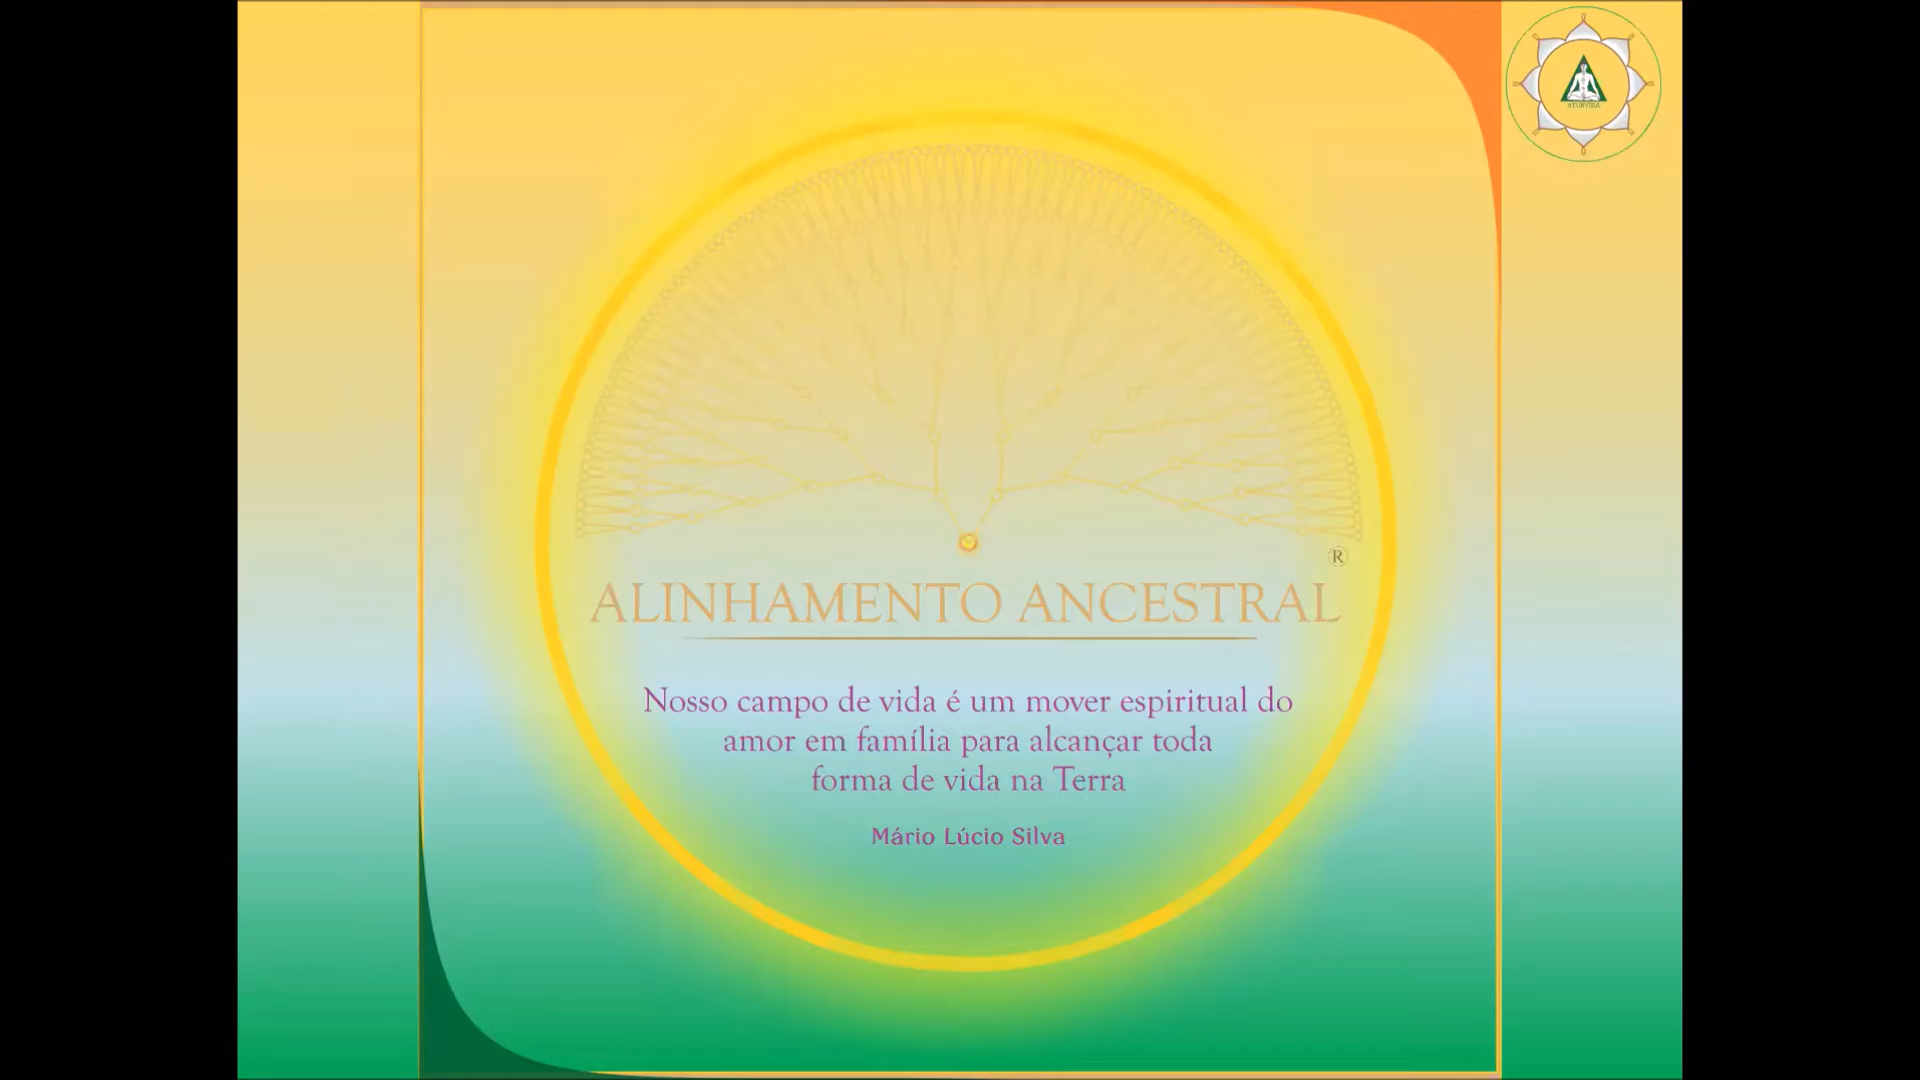 AYURVIDA
®
ALINHAMENTO ANCESTRAL
Nosso campo de vida é um mover espiritual do
amor em família para alcançar toda
forma de vida na Terra
Mário Lúcio Silva